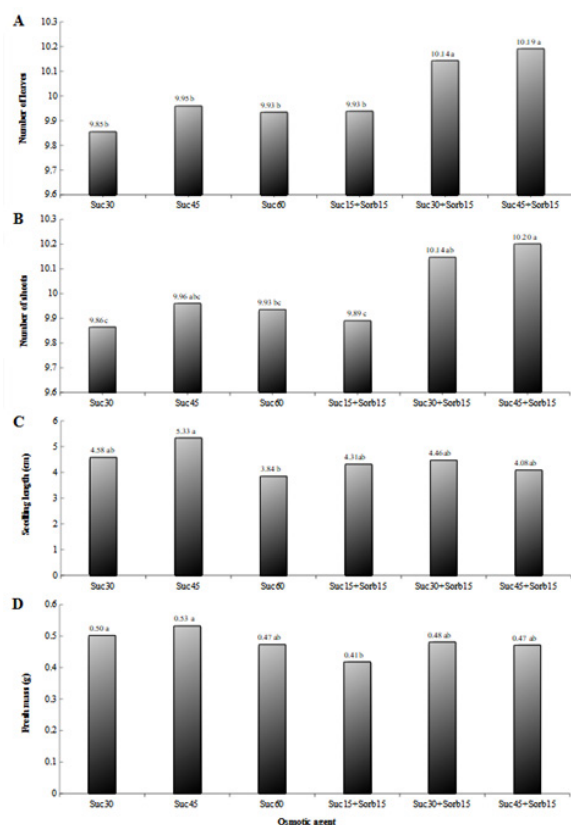 A
Number of leaves
10.3
10.2
10.1
10
9.9
9.8
9.7
9.6
9.85 b
9.95 b
9.93 b
9.93 b
10.14 a
10.19 a
Suc30 Suc45 Suc60 Suc15+Sorb15 Suc30+Sorb15 Suc45+Sorb15
B
Number of shoots
10.3
10.2
10.1
10
9.9
9.8
9.7
9.6
9.86 c
9.96 abc
9.93 bc
9.89 c
10.14 ab
10.20 a
Suc30 Suc45 Suc60 Suc15+Sorb15 Suc30+Sorb15 Suc45+Sorb15
C
Seedling length (cm)
6
5
4
3
2
1
0
4.58 ab
5.33 a
3.84 b
4.31ab
4.46ab
4.08ab
Suc30 Suc45 Suc60 Suc15+Sorb15 Suc30+Sorb15 Suc45+Sorb15
D
Fresh mass (g)
0.6
0.5
0.4
0.3
0.2
0.1
0
0.50 a
0.53 a
0.47 ab
0.41 b
0.48 ab
0.47 ab
Suc30 Suc45 Suc60 Suc15+Sorb15 Suc30+Sorb15 Suc45+Sorb15
Osmotic agent